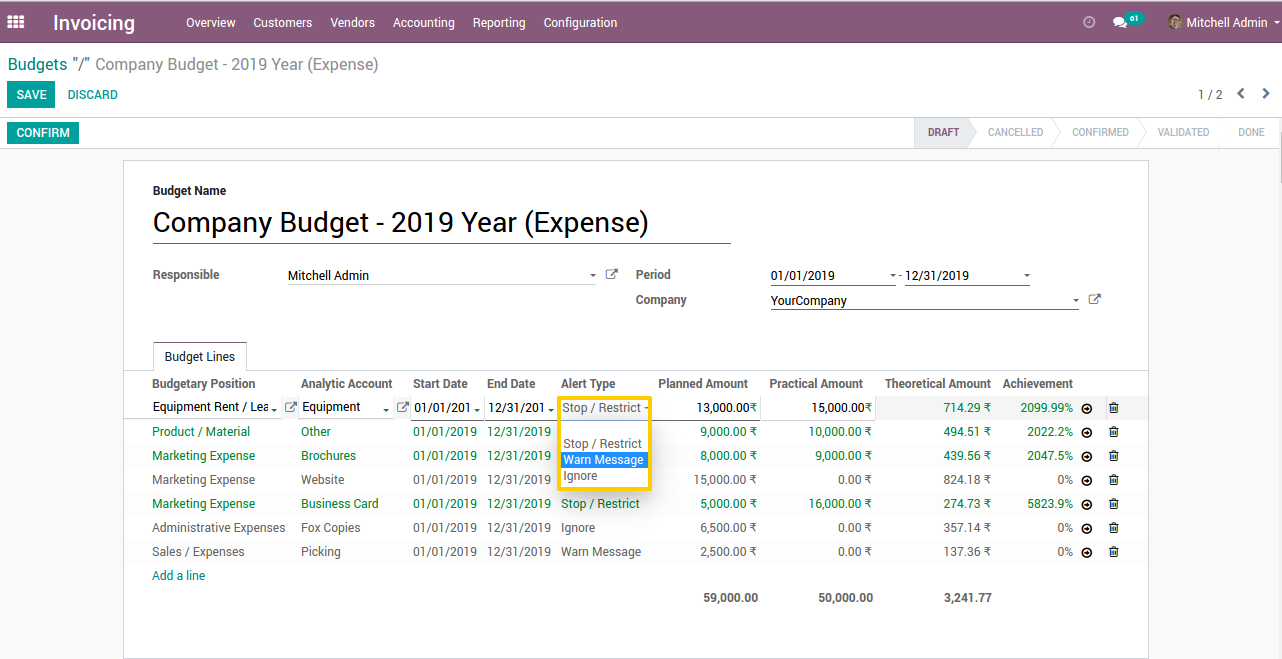 Invoicing Overview Customers Vendors Accounting Reporting Configuration 61 Mitchell Admin
Budgets "/" Company Budget - 2019 Year (Expense)
SAVE DISCARD 1 / 2
CONFIRM DRAFT CANCELLED CONFIRMED VALIDATED DONE
Budget Name
Company Budget - 2019 Year (Expense)
Responsible Mitchell Admin Period 01/01/2019 - 12/31/2019
Company YourCompany
Budget Lines
Budgetary Position Analytic Account Start Date End Date Alert Type Planned Amount Practical Amount Theoretical Amount Achievement
Equipment Rent / Lea Equipment 01/01/201 12/31/201 Stop / Restrict 13,000.00₹ 15,000.00₹ 714.29 ₹ 2099.99%
Product / Material Other 01/01/2019 12/31/2019 9,000.00 ₹ 10,000.00 ₹ 494.51 ₹ 2022.2%
Stop / Restrict
Marketing Expense Brochures 01/01/2019 12/31/2019 Warn Message 8,000.00 ₹ 9,000.00 ₹ 439.56 ₹ 2047.5%
Marketing Expense Website 01/01/2019 12/31/2019 Ignore 15,000.00 ₹ 0.00 ₹ 824.18 ₹ 0%
Marketing Expense Business Card 01/01/2019 12/31/2019 Stop / Restrict 5,000.00 ₹ 16,000.00 ₹ 274.73 ₹ 5823.9%
Administrative Expenses Fox Copies 01/01/2019 12/31/2019 Ignore 6,500.00 ₹ 0.00 ₹ 357.14 ₹ 0%
Sales / Expenses Picking 01/01/2019 12/31/2019 Warn Message 2,500.00 ₹ 0.00 ₹ 137.36 ₹ 0%
Add a line
59,000.00 50,000.00 3,241.77